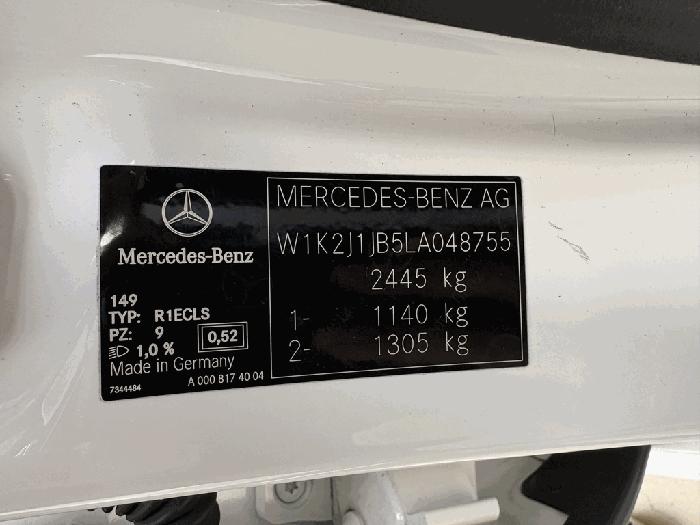 Mercedes-Benz
149
TYP: R1ECLS
PZ: 9
1,0 %
0,52
Made in Germany
7344484
A 000 817 40 04
MERCEDES-BENZ AG
W1K2J1JB5LA048755
2445 kg
1- 1140 kg
2- 1305 kg